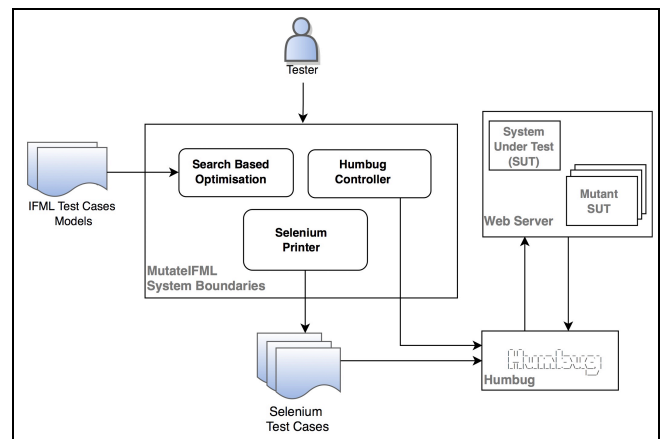 Tester
IFML Test Cases
Models
Search Based
Optimisation
Humbug
Controller
Selenium
Printer
MutateIFML
System Boundaries
System
Under Test
(SUT)
Mutant
SUT
Web Server
Humbug
Humbug
Selenium
Test Cases